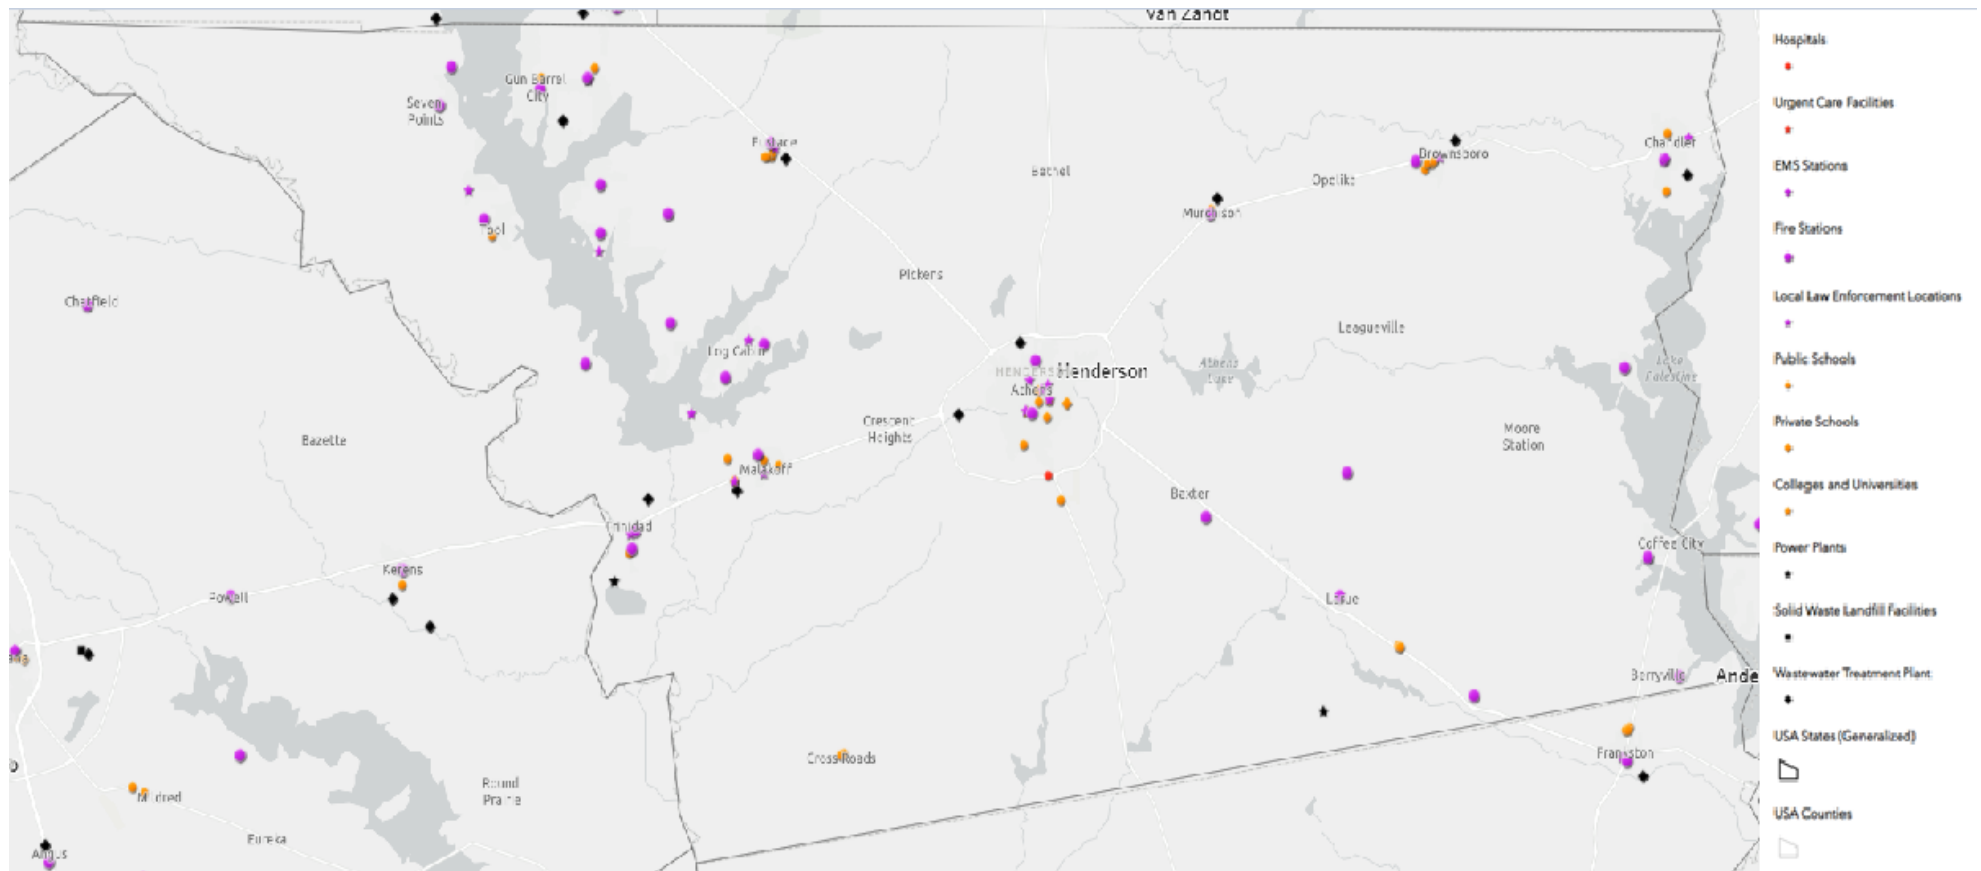 Van Zandt
Gun Barrel
City
Seven
Points
Eustace
Chandler
Brownsboro
Opelika
Bethel
Murchison
Tool
Pickens
Chatfield
Leagueville
Log Cabin
HENDERSON
Henderson
Athens
Athens
Lake
Lake
Palestine
Crescent
Heights
Moore
Station
Bazette
Malakoff
Baxter
Trinidad
Coffee City
Kerens
Powell
Larue
Berryville
Ande
Cross Roads
Frankston
Round
Prairie
Mildred
Eureka
Angus
Hospitals
Urgent Care Facilities
EMS Stations
Fire Stations
Local Law Enforcement Locations
Public Schools
Private Schools
Colleges and Universities
Power Plants
Solid Waste Landfill Facilities
Wastewater Treatment Plant
USA States (Generalized)
USA Counties